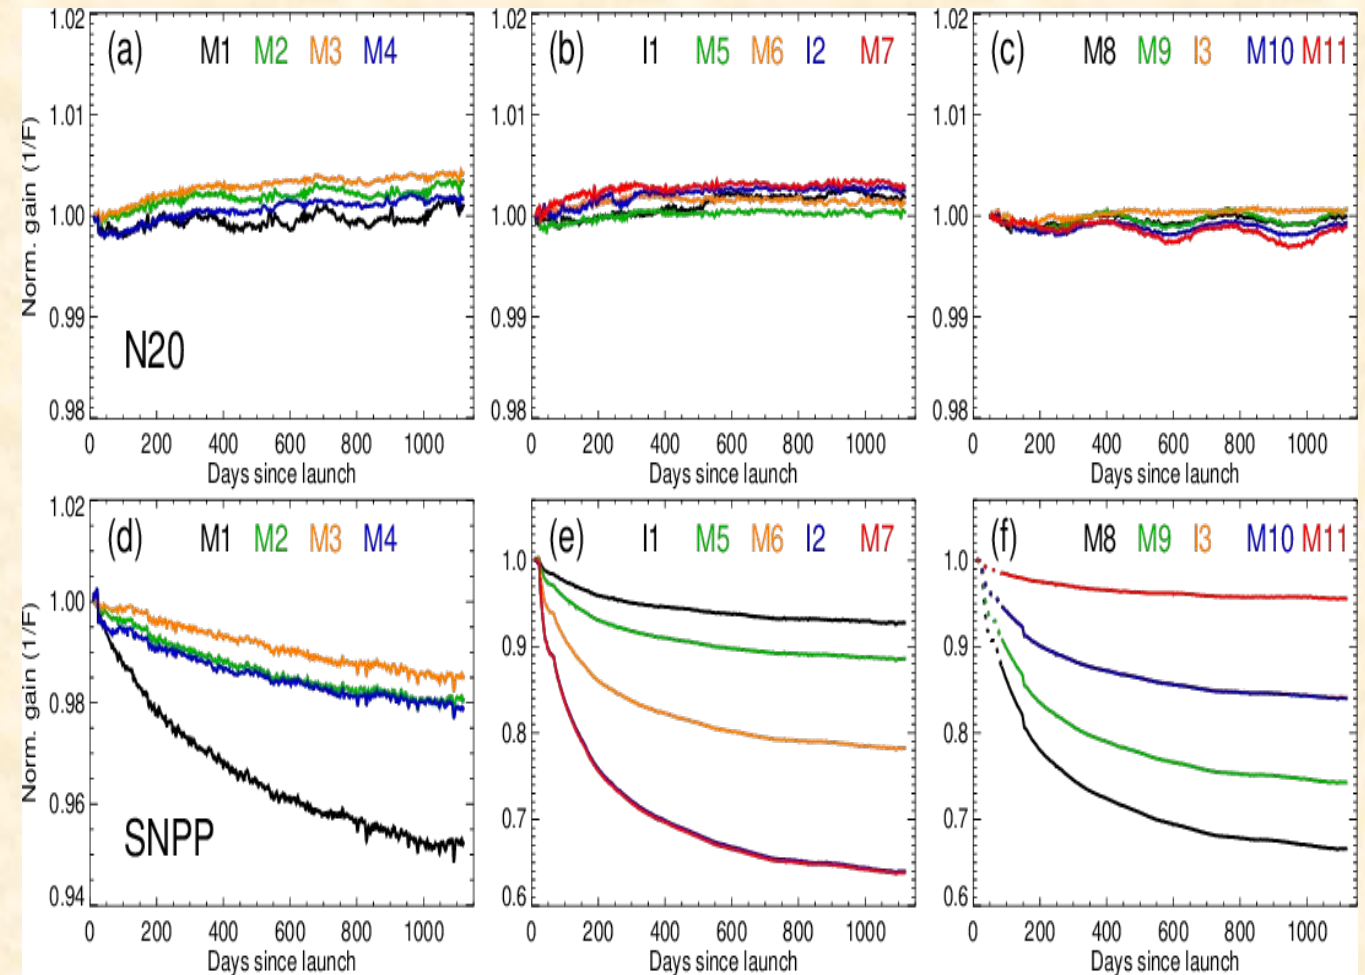 (a) M1 M2 M3 M4
1.02
1.01
1.00
0.99
0.98
Norm. gain (1/F)
N20
0 200 400 600 800 1000
Days since launch
(b) I1 M5 M6 I2 M7
1.02
1.01
1.00
0.99
0.98
0 200 400 600 800 1000
Days since launch
(c) M8 M9 I3 M10 M11
1.02
1.01
1.00
0.99
0.98
0 200 400 600 800 1000
Days since launch
(d) M1 M2 M3 M4
1.02
1.00
0.98
0.96
0.94
Norm. gain (1/F)
SNPP
0 200 400 600 800 1000
Days since launch
(e) I1 M5 M6 I2 M7
1.0
0.9
0.8
0.7
0.6
0 200 400 600 800 1000
Days since launch
(f) M8 M9 I3 M10 M11
1.0
0.9
0.8
0.7
0.6
0 200 400 600 800 1000
Days since launch